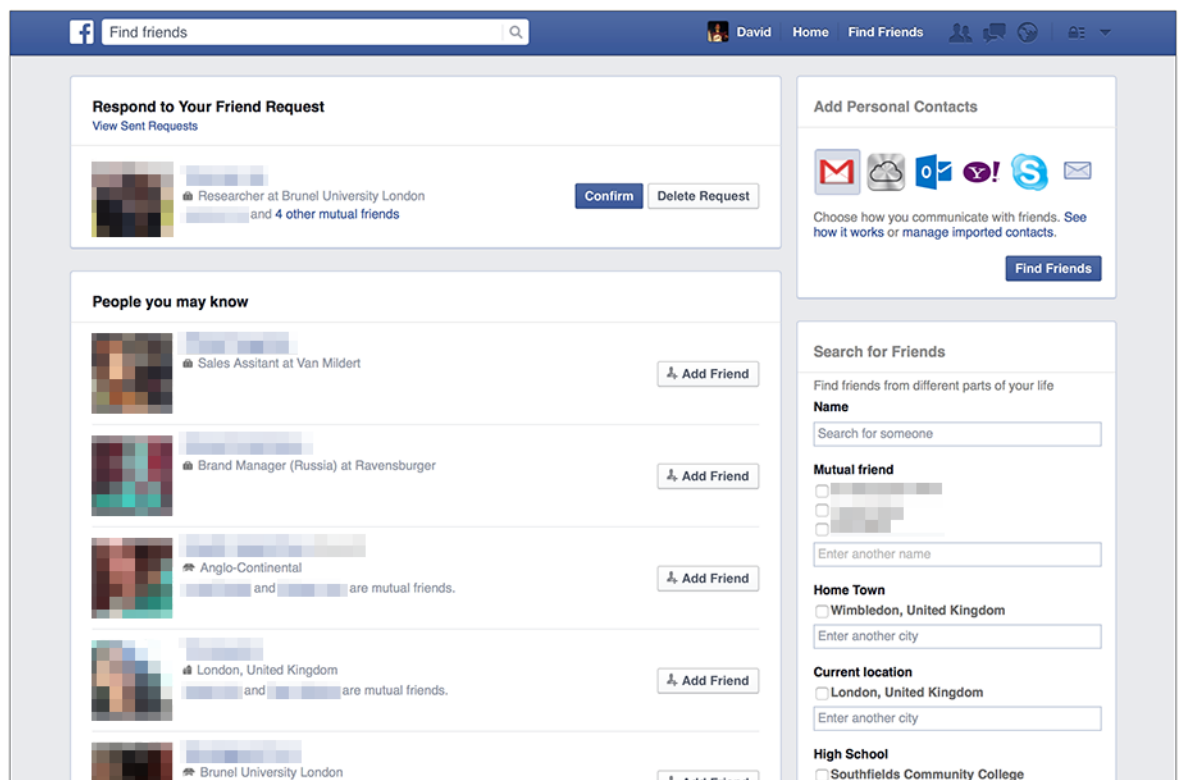 f
Find friends
David Home Find Friends
Respond to Your Friend Request
View Sent Requests
Researcher at Brunel University London
and 4 other mutual friends
Confirm
Delete Request
People you may know
Sales Assitant at Van Mildert
Add Friend
Brand Manager (Russia) at Ravensburger
Add Friend
Anglo-Continental
and are mutual friends.
Add Friend
London, United Kingdom
and are mutual friends.
Add Friend
Brunel University London
Add Friend
Add Personal Contacts
Choose how you communicate with friends. See
how it works or manage imported contacts.
Find Friends
Search for Friends
Find friends from different parts of your life
Name
Search for someone
Mutual friend
Enter another name
Home Town
Wimbledon, United Kingdom
Enter another city
Current location
London, United Kingdom
Enter another city
High School
Southfields Community College